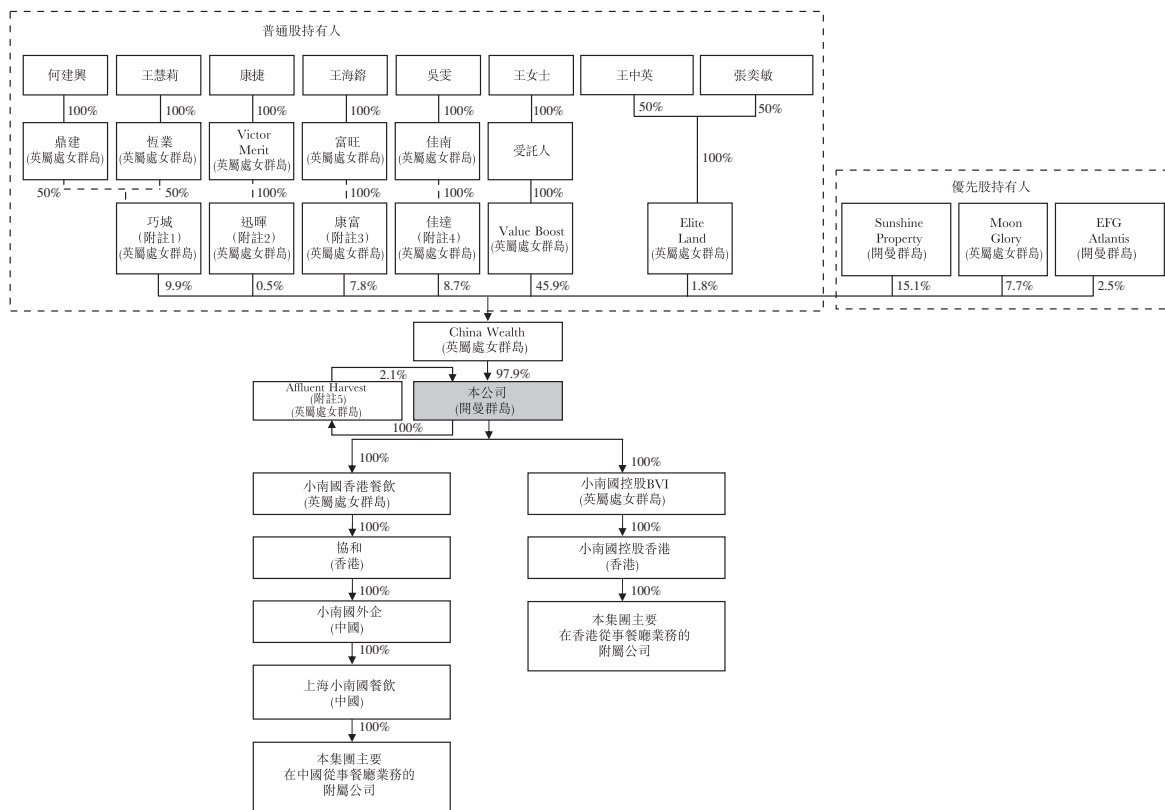 普通股持有人
何建興
王慧莉
康捷
王海鎔
吳雯
王女士
王中英
張奕敏
100%
100%
100%
100%
100%
100%
50%
50%
鼎建
(英屬處女群島)
恆業
(英屬處女群島)
Victor
Merit
(英屬處女群島)
富旺
(英屬處女群島)
佳南
(英屬處女群島)
受託人
100%
50%
50%
100%
100%
100%
100%
優先股持有人
巧城
(附註1)
(英屬處女群島)
迅暉
(附註2)
(英屬處女群島)
康富
(附註3)
(英屬處女群島)
佳達
(附註4)
(英屬處女群島)
Value Boost
(英屬處女群島)
Elite
Land
(英屬處女群島)
Sunshine
Property
(開曼群島)
Moon
Glory
(英屬處女群島)
EFG
Atlantis
(開曼群島)
9.9%
0.5%
7.8%
8.7%
45.9%
1.8%
15.1%
7.7%
2.5%
China Wealth
(英屬處女群島)
2.1%
97.9%
Affluent Harvest
(附註5)
(英屬處女群島)
本公司
(開曼群島)
100%
100%
100%
小南國香港餐飲
(英屬處女群島)
小南國控股BVI
(英屬處女群島)
100%
100%
協和
(香港)
小南國控股香港
(香港)
100%
100%
小南國外企
(中國)
本集團主要
在香港從事餐廳業務的
附屬公司
100%
上海小南國餐飲
(中國)
100%
本集團主要
在中國從事餐廳業務的
附屬公司